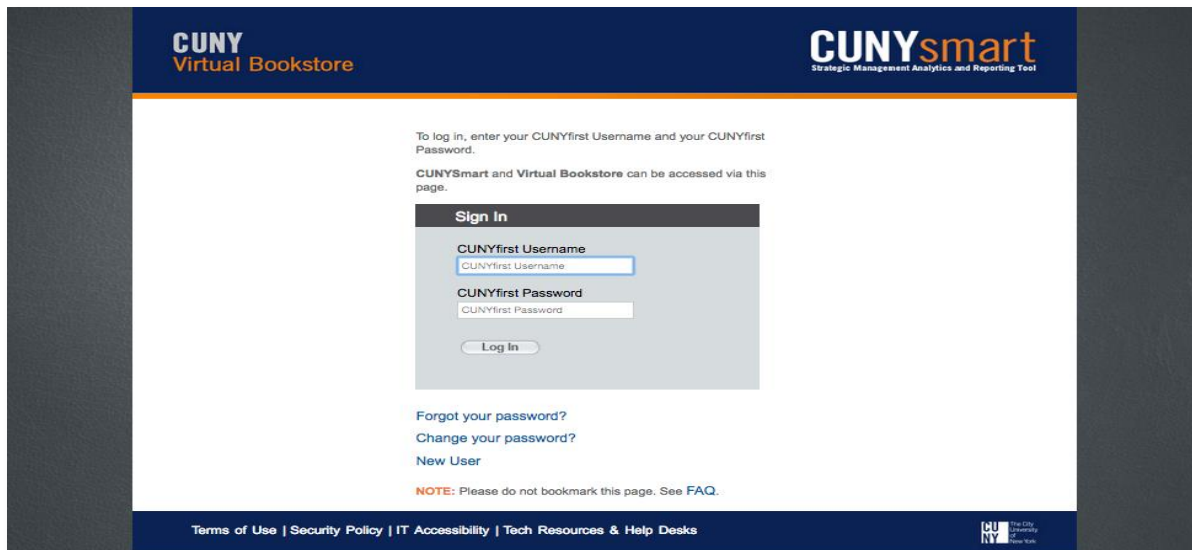 CUNY
Virtual Bookstore
CUNYsmart
Strategic Management Analytics and Reporting Tool
To log in, enter your CUNYfirst Username and your CUNYfirst
Password.
CUNYSmart and Virtual Bookstore can be accessed via this
page.
Sign In
CUNYfirst Username
CUNYfirst Username
CUNYfirst Password
CUNYfirst Password
Log In
Forgot your password?
Change your password?
New User
NOTE: Please do not bookmark this page. See FAQ.
Terms of Use | Security Policy | IT Accessibility | Tech Resources & Help Desks
CU
NY
The City
University
of
New York